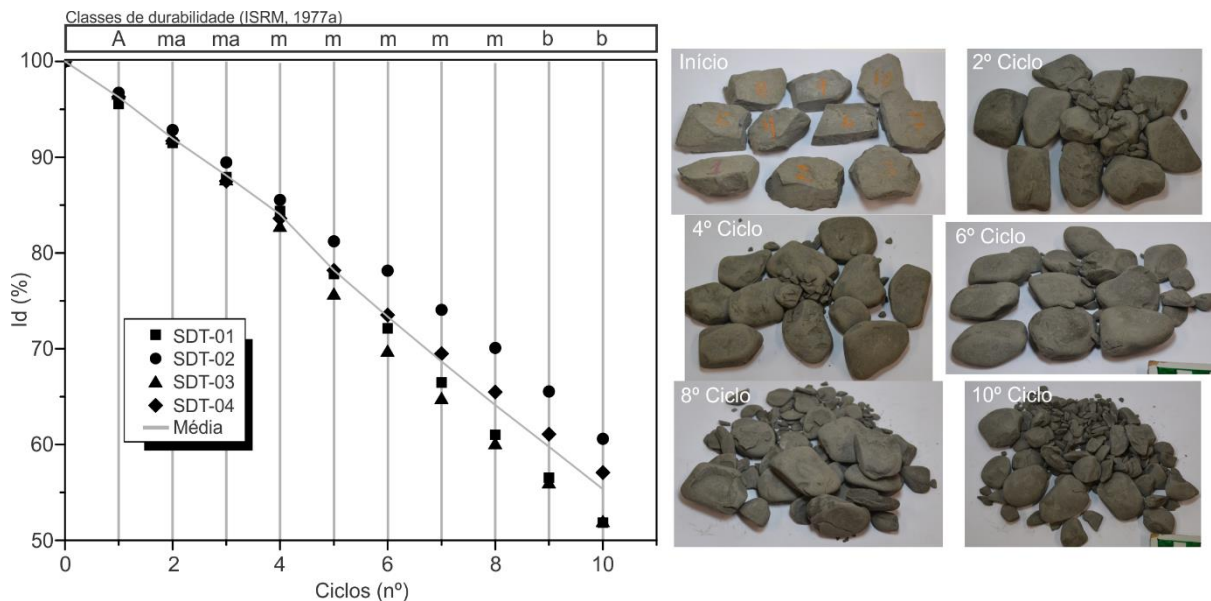 Classes de durabilidade (ISRM, 1977a)
A ma ma m m m m m b b
100
90
80
70
60
50
Id (%)
SDT-01
SDT-02
SDT-03
SDT-04
Média
0 2 4 6 8 10
Ciclos (nº)
Início
2º Ciclo
4º Ciclo
6º Ciclo
8º Ciclo
10º Ciclo